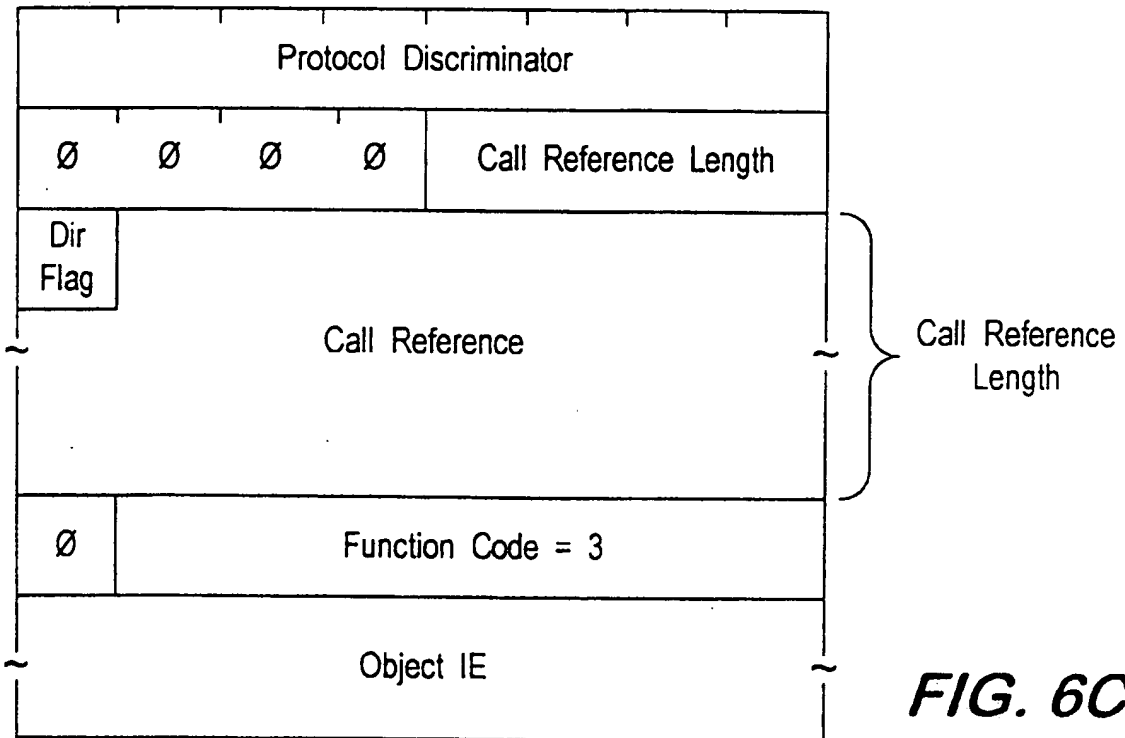 Protocol Discriminator
Ø Ø Ø Ø Call Reference Length
Dir
Flag
Call Reference
Call Reference
Length
Ø Function Code = 3
Object IE
FIG. 6C